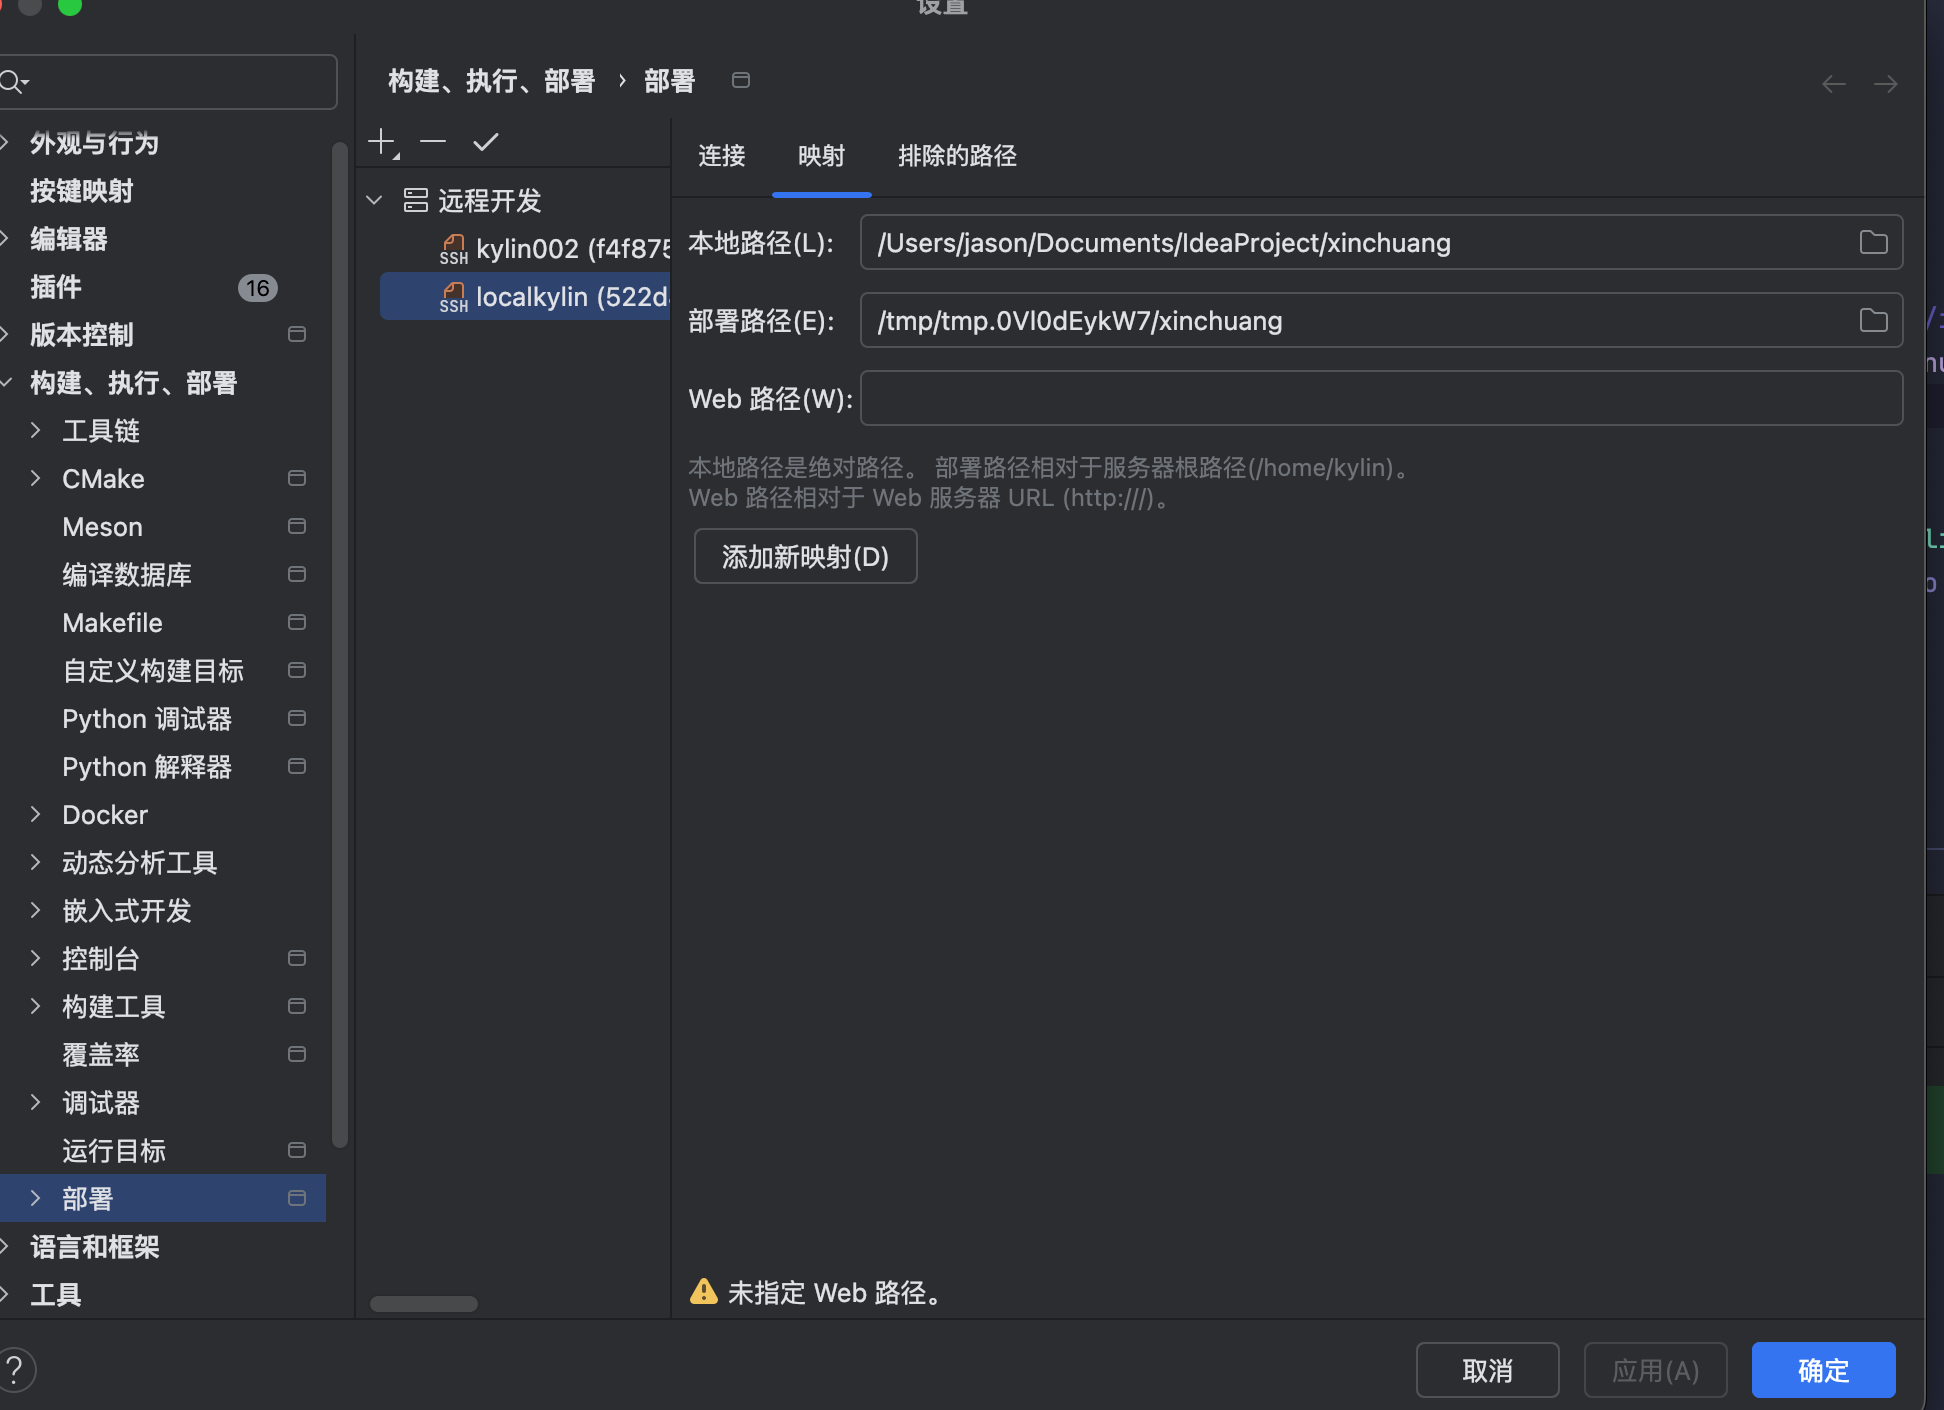 设置
构建、执行、部署 › 部署
外观与行为
按键映射
编辑器
插件
16
版本控制
构建、执行、部署
工具链
CMake
Meson
编译数据库
Makefile
自定义构建目标
Python 调试器
Python 解释器
Docker
动态分析工具
嵌入式开发
控制台
构建工具
覆盖率
调试器
运行目标
部署
语言和框架
工具
远程开发
SSH kylin002 (f4f875
SSH localkylin (522d
连接
映射
排除的路径
本地路径(L):
/Users/jason/Documents/IdeaProject/xinchuang
部署路径(E):
/tmp/tmp.0Vl0dEykW7/xinchuang
Web 路径(W):
本地路径是绝对路径。 部署路径相对于服务器根路径(/home/kylin)。
Web 路径相对于 Web 服务器 URL (http:///)。
添加新映射(D)
未指定 Web 路径。
?
取消
应用(A)
确定